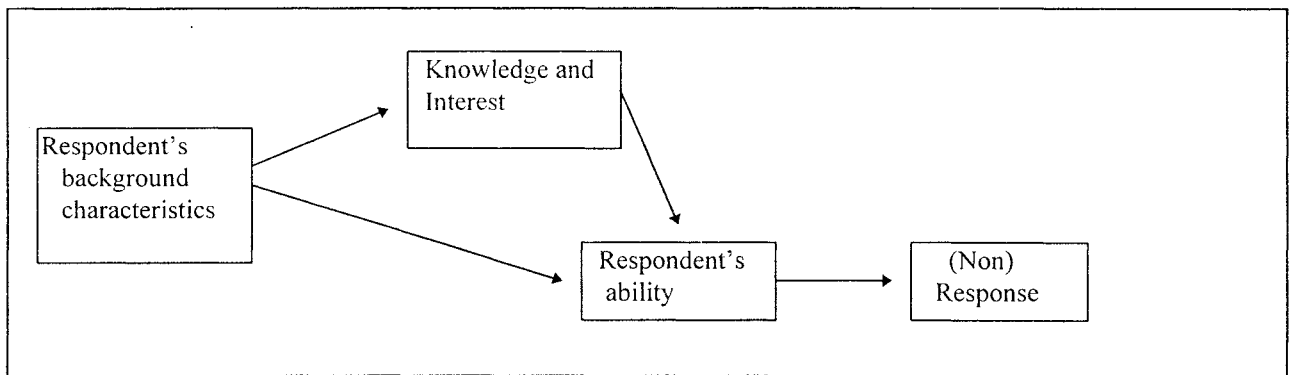 Knowledge and
Interest
Respondent's
background
characteristics
Respondent's
ability
(Non)
Response